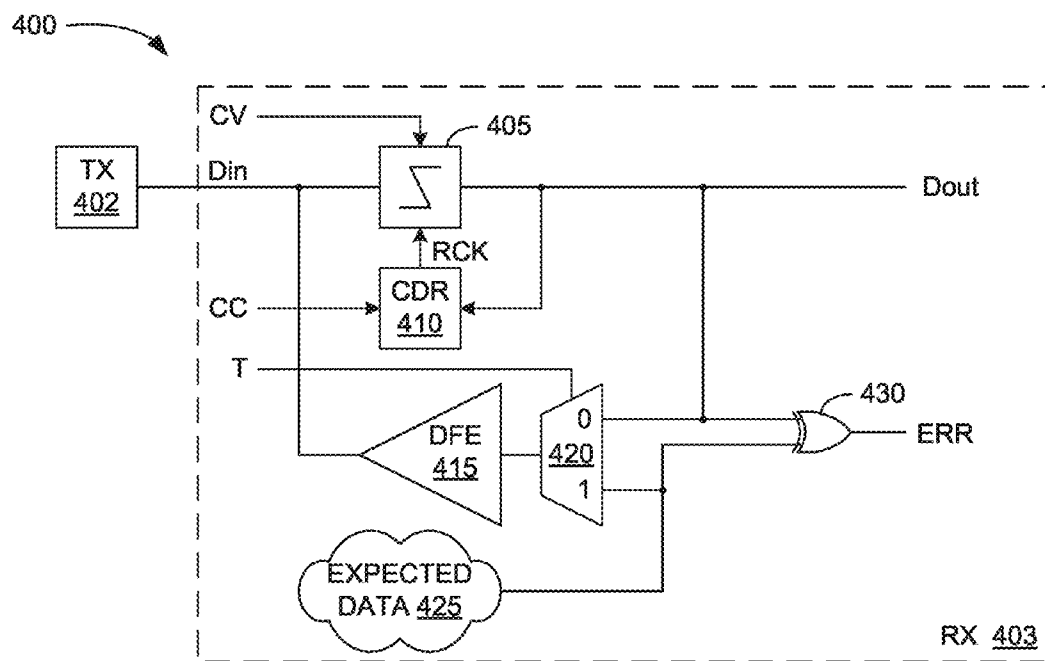 400
CV
405
TX
402
Din
Dout
RCK
CC
CDR
410
T
0
430
DFE
415
420
ERR
1
EXPECTED
DATA 425
RX 403